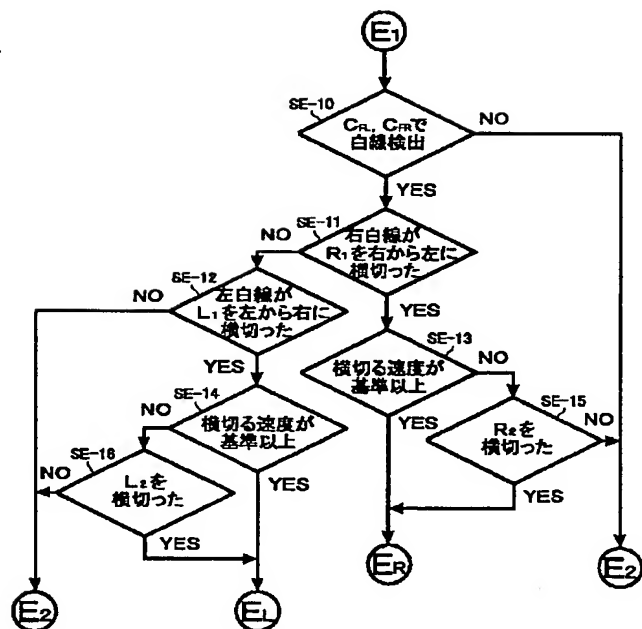 E1
SE-10
CFL, CFRで
白線検出
NO
YES
SE-11
右白線が
R1を右から左に
横切った
NO
YES
SE-12
左白線が
L1を左から右に
横切った
NO
YES
SE-13
横切る速度が
基準以上
NO
YES
SE-14
横切る速度が
基準以上
NO
YES
SE-15
R2を
横切った
NO
YES
SE-16
L2を
横切った
NO
YES
E2
EL
ER
E2